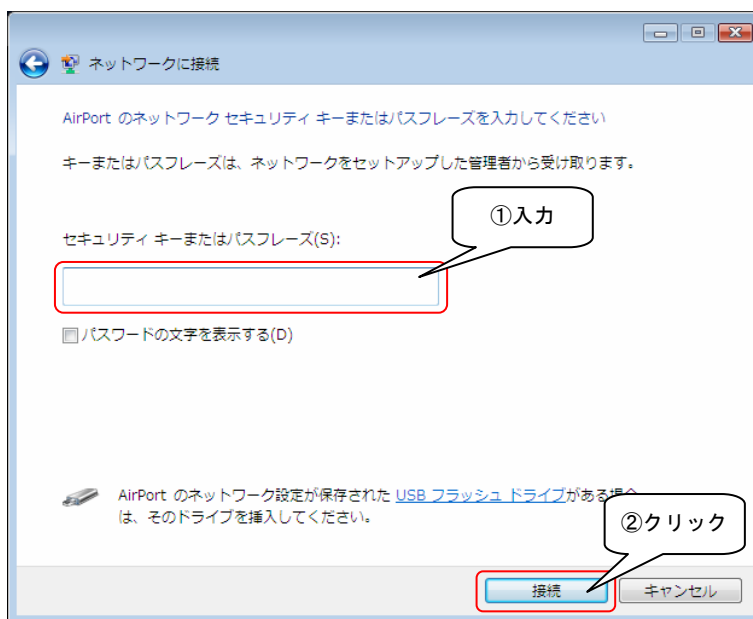 ネットワークに接続
AirPort のネットワーク セキュリティ キーまたはパスフレーズを入力してください
キーまたはパスフレーズは、ネットワークをセットアップした管理者から受け取ります。
①入力
セキュリティ キーまたはパスフレーズ(S):
パスワードの文字を表示する(D)
AirPort のネットワーク設定が保存された USB フラッシュ ドライブがある場合
は、そのドライブを挿入してください。
②クリック
接続
キャンセル